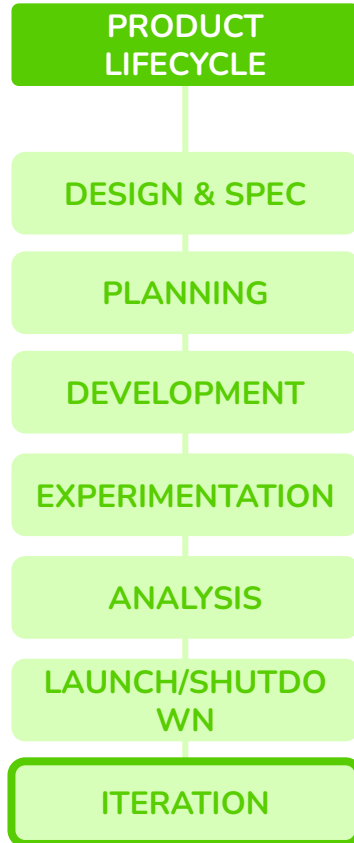 PRODUCT
LIFECYCLE
DESIGN & SPEC
PLANNING
DEVELOPMENT
EXPERIMENTATION
ANALYSIS
LAUNCH/SHUTDO
WN
ITERATION